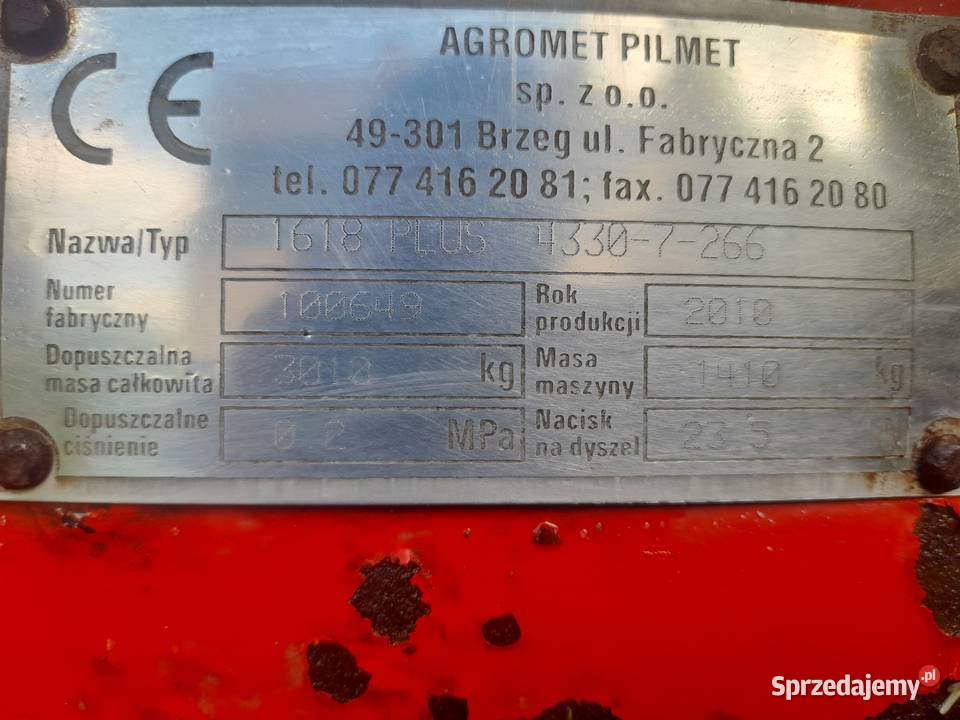 CE
AGROMET PILMET
sp. z o.o.
49-301 Brzeg ul. Fabryczna 2
tel. 077 416 20 81; fax. 077 416 20 80
Nazwa/Typ 1618 PLUS 4330-7-266
Numer fabryczny 100649 Rok produkcji 2010
Dopuszczalna masa całkowita 3010 kg Masa maszyny 1410 kg
Dopuszczalne ciśnienie 0,2 MPa Nacisk na dyszel 23 5
Sprzedajemy.pl